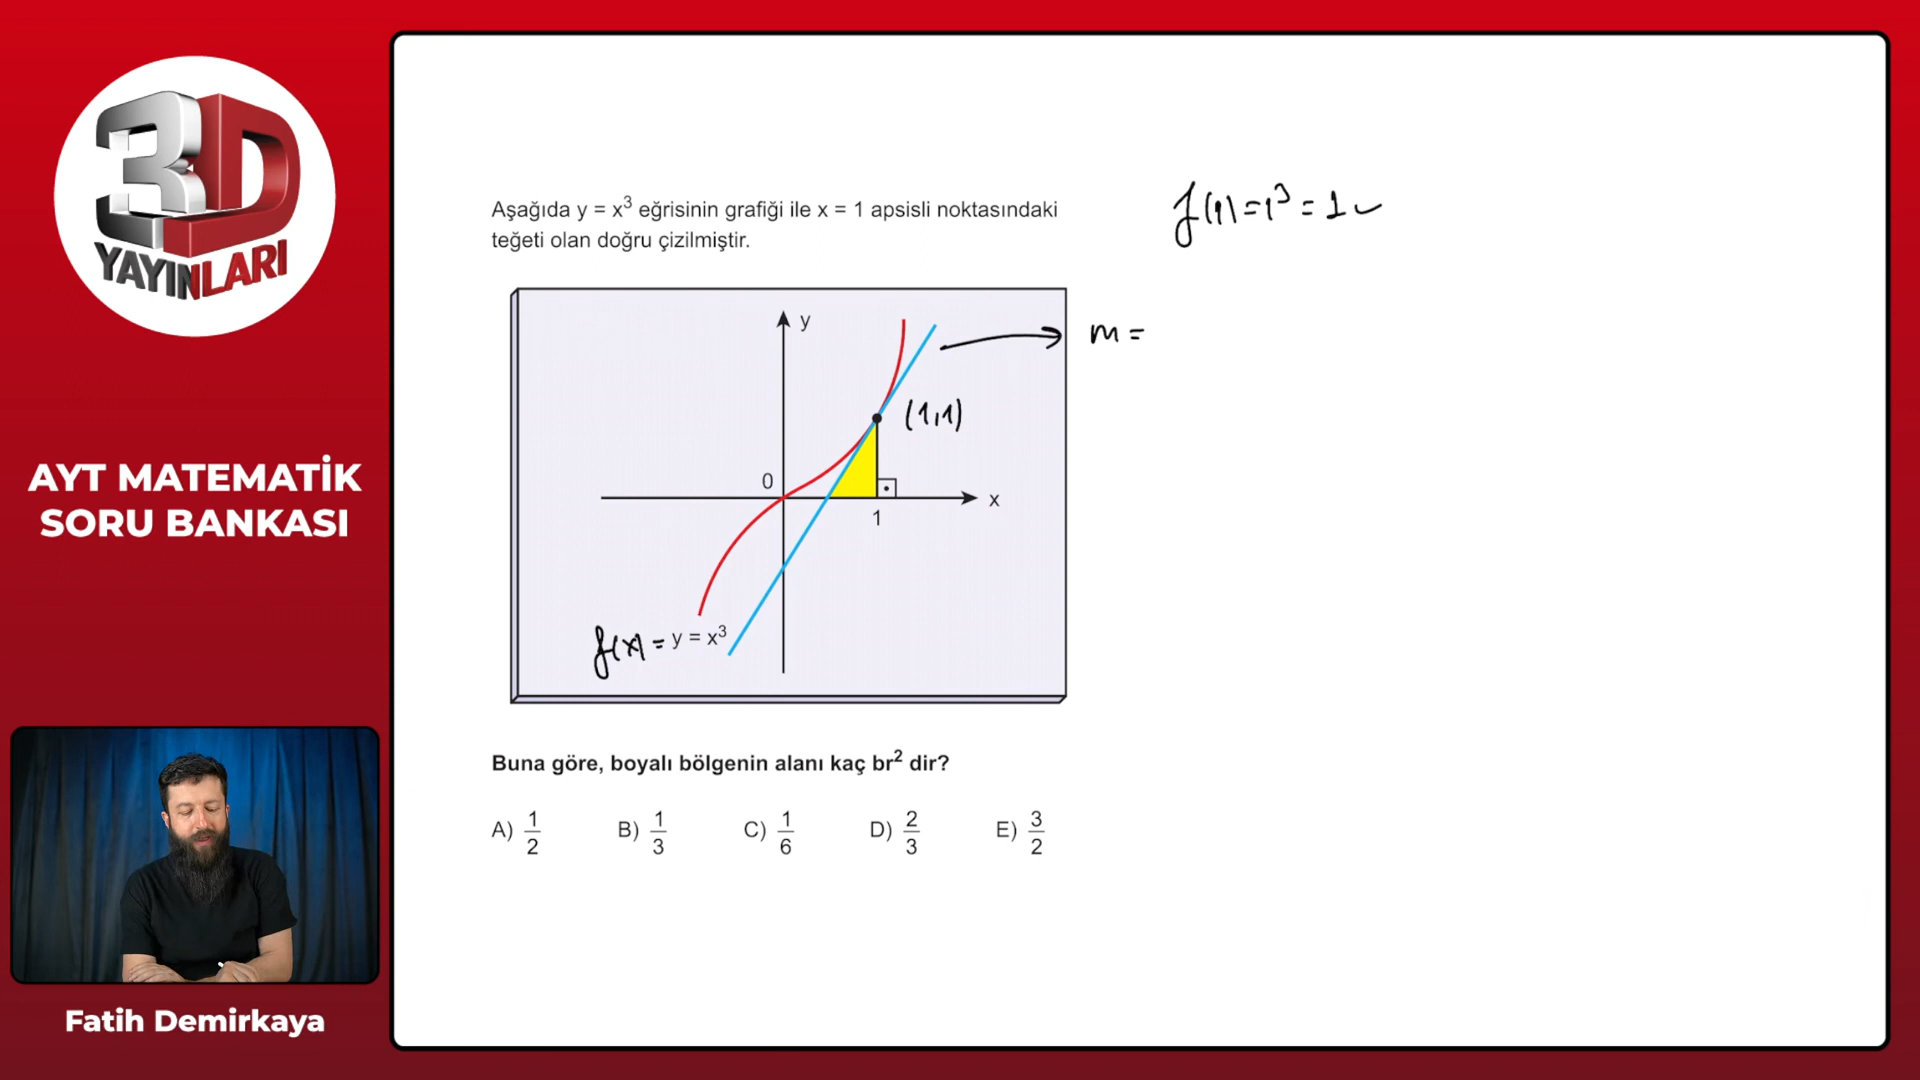 3D
YAYINLARI
AYT MATEMATİK
SORU BANKASI
Fatih Demirkaya
Aşağıda y = x³ eğrisinin grafiği ile x = 1 apsisli noktasındaki
teğeti olan doğru çizilmiştir.
f(1) = 1³ = 1
y
m =
(1,1)
0
x
1
f(x) = y = x³
Buna göre, boyalı bölgenin alanı kaç br² dir?
A) 1/2 B) 1/3 C) 1/6 D) 2/3 E) 3/2